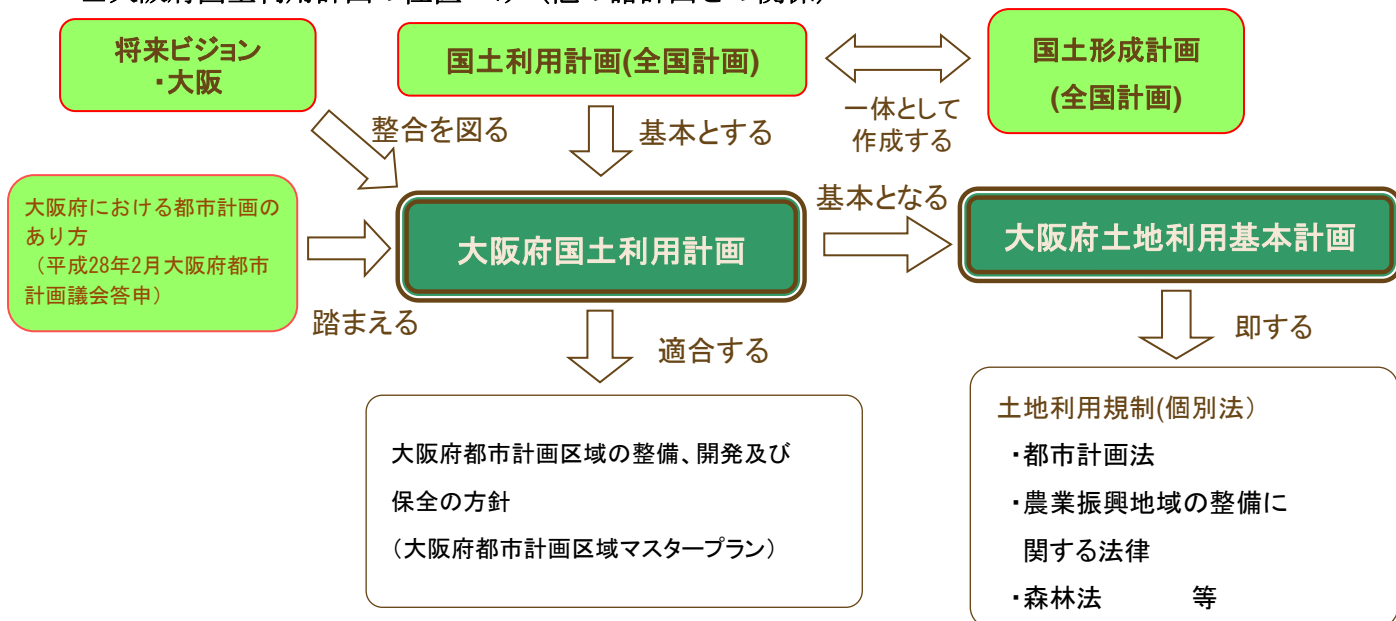 将来ビジョン
・大阪
国土利用計画(全国計画)
国土形成計画
(全国計画)
一体として
作成する
整合を図る
基本とする
大阪府における都市計画の
あり方
（平成28年2月大阪府都市
計画議会答申）
踏まえる
大阪府国土利用計画
基本となる
大阪府土地利用基本計画
適合する
即する
大阪府都市計画区域の整備、開発及び
保全の方針
（大阪府都市計画区域マスタープラン）
土地利用規制(個別法）
・都市計画法
・農業振興地域の整備に
関する法律
・森林法　　　等